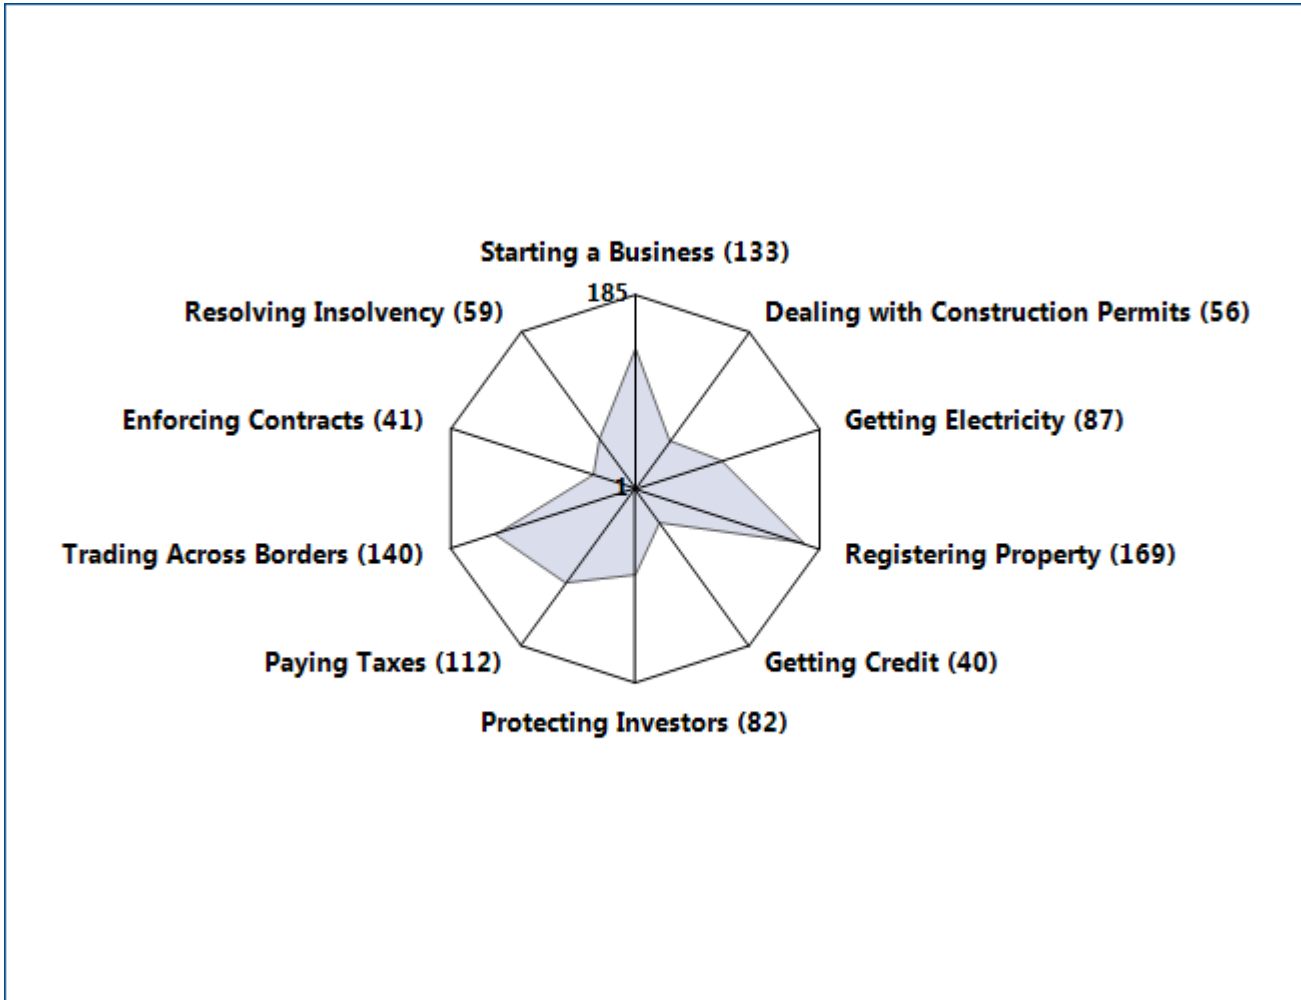 Starting a Business (133)
185
Resolving Insolvency (59)
Dealing with Construction Permits (56)
Enforcing Contracts (41)
Getting Electricity (87)
1
Trading Across Borders (140)
Registering Property (169)
Paying Taxes (112)
Getting Credit (40)
Protecting Investors (82)